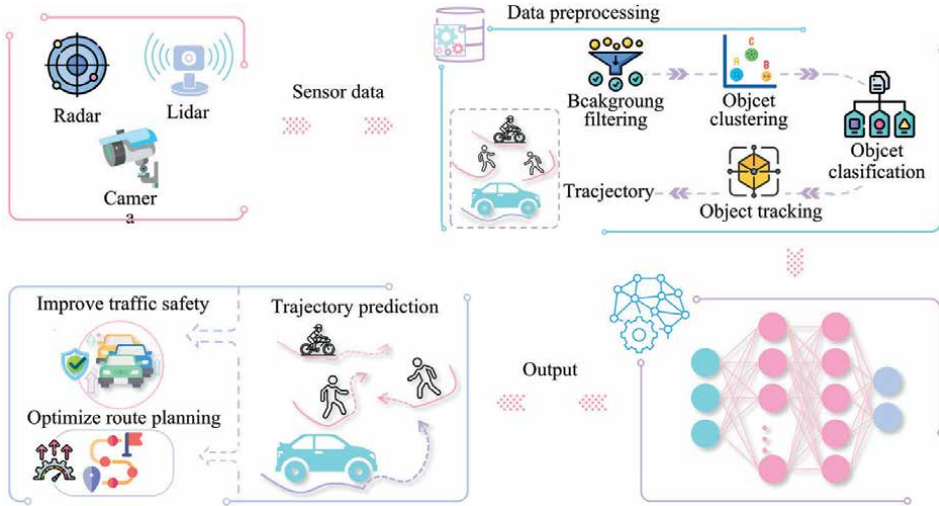 Radar
Lidar
Camer
a
Sensor data
Data preprocessing
Bcakgroung
filtering
Objcet
clustering
A
C
B
Objcet
clasification
Object tracking
Tracjectory
Improve traffic safety
Optimize route planning
Trajectory prediction
Output